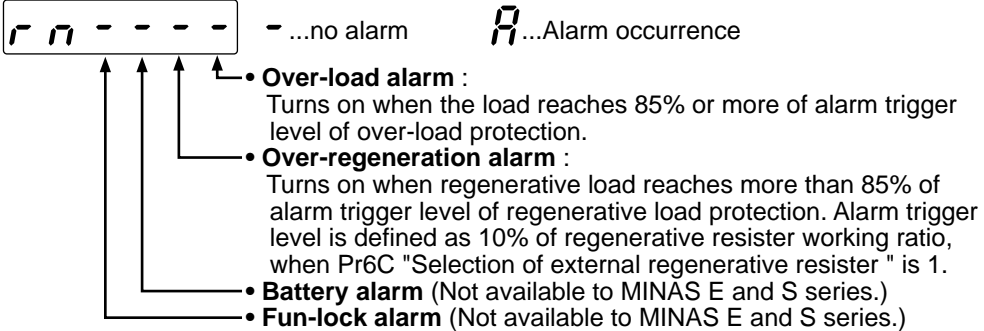 rn - - - -   - ...no alarm   A...Alarm occurrence
• Over-load alarm :
Turns on when the load reaches 85% or more of alarm trigger
level of over-load protection.
• Over-regeneration alarm :
Turns on when regenerative load reaches more than 85% of
alarm trigger level of regenerative load protection. Alarm trigger
level is defined as 10% of regenerative resister working ratio,
when Pr6C "Selection of external regenerative resister " is 1.
• Battery alarm (Not available to MINAS E and S series.)
• Fun-lock alarm (Not available to MINAS E and S series.)